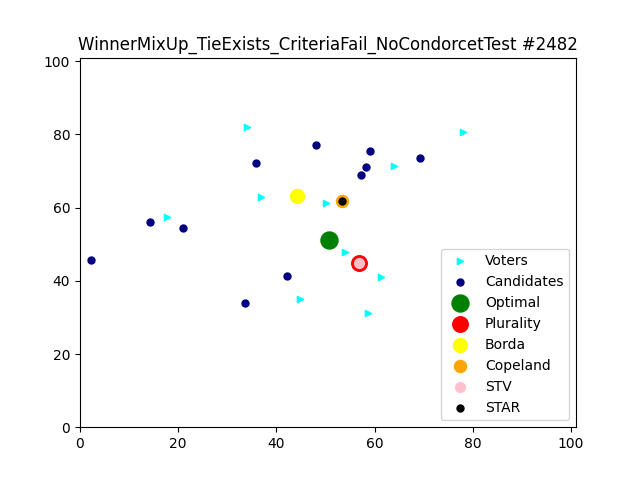 WinnerMixUp_TieExists_CriteriaFail_NoCondorcetTest #2482
100
80
60
40
20
0
0
20
40
60
80
100
Voters
Candidates
Optimal
Plurality
Borda
Copeland
STV
STAR